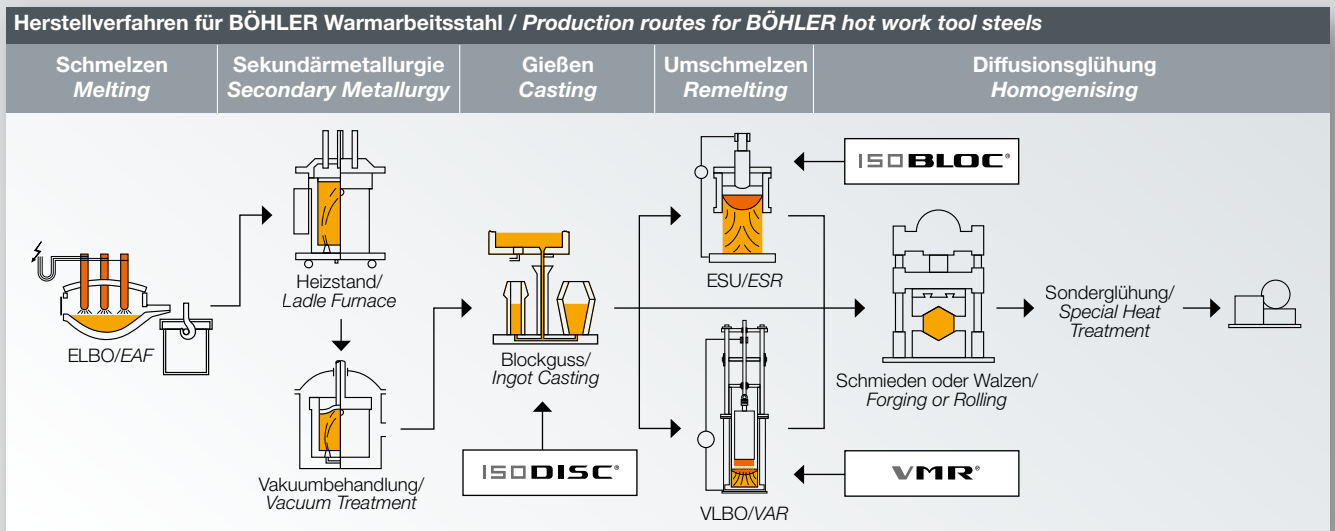 Herstellverfahren für BÖHLER Warmarbeitsstahl / Production routes for BÖHLER hot work tool steels
Schmelzen
Melting
Sekundärmetallurgie
Secondary Metallurgy
Gießen
Casting
Umschmelzen
Remelting
Diffusionsglühung
Homogenising
ELBO/EAF
Heizstand/
Ladle Furnace
Vakuumbehandlung/
Vacuum Treatment
Blockguss/
Ingot Casting
ISODISC®
ESU/ESR
ISOBLOC®
VLBO/VAR
VMR®
Schmieden oder Walzen/
Forging or Rolling
Sonderglühung/
Special Heat
Treatment